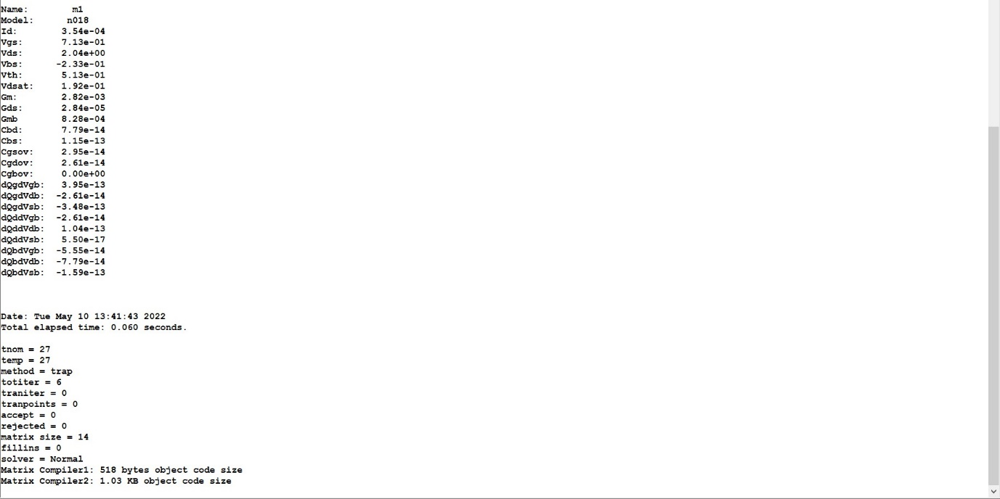 Name: m1
Model: n018
Id: 3.54e-04
Vgs: 7.13e-01
Vds: 2.04e+00
Vbs: -2.33e-01
Vth: 5.13e-01
Vdsat: 1.92e-01
Gm: 2.82e-03
Gds: 2.84e-05
Gmb 8.28e-04
Cbd: 7.79e-14
Cbs: 1.15e-13
Cgsov: 2.95e-14
Cgdov: 2.61e-14
Cgbov: 0.00e+00
dQgdVgb: 3.95e-13
dQgdVdb: -2.61e-14
dQgdVsb: -3.48e-13
dQddVgb: -2.61e-14
dQddVdb: 1.04e-13
dQddVsb: 5.50e-17
dQbdVgb: -5.55e-14
dQbdVdb: -7.79e-14
dQbdVsb: -1.59e-13
Date: Tue May 10 13:41:43 2022
Total elapsed time: 0.060 seconds.
tnom = 27
temp = 27
method = trap
totiter = 6
traniter = 0
tranpoints = 0
accept = 0
rejected = 0
matrix size = 14
fillins = 0
solver = Normal
Matrix Compiler1: 518 bytes object code size
Matrix Compiler2: 1.03 KB object code size